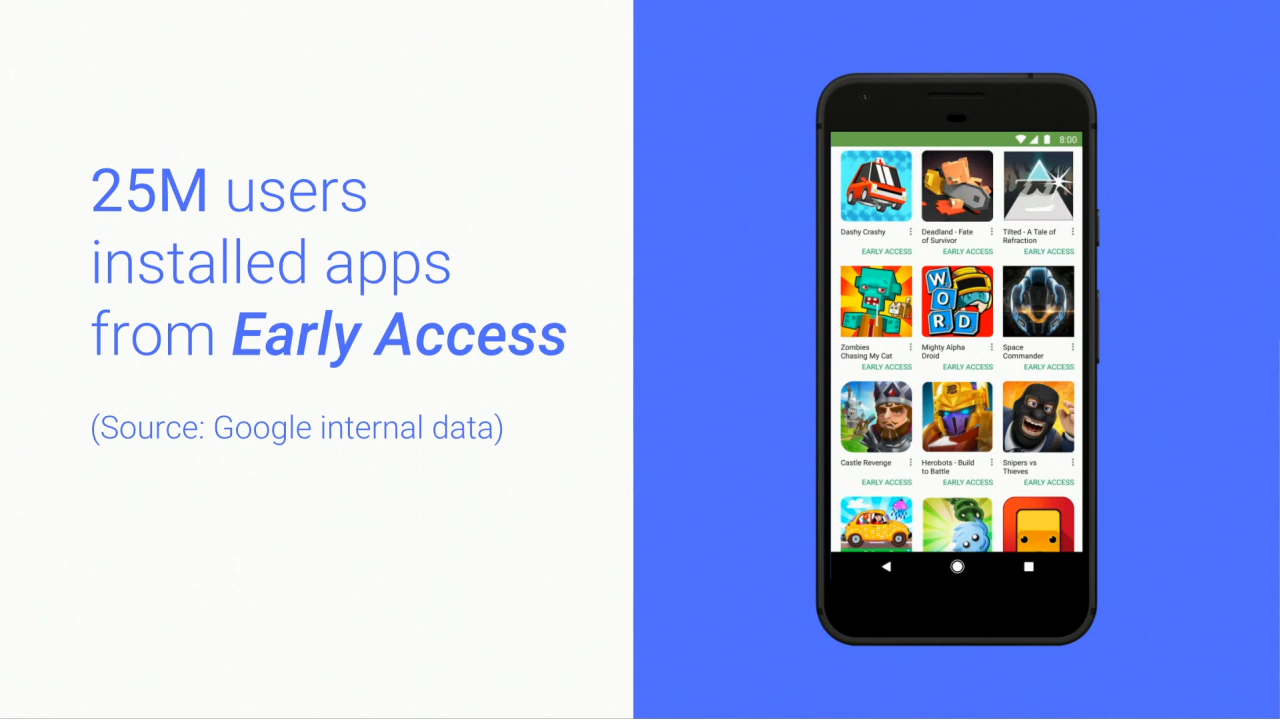 25M users
installed apps
from Early Access
(Source: Google internal data)
8:00
Dashy Crashy
EARLY ACCESS
Deadland - Fate
of Survivor
EARLY ACCESS
Tilted - A Tale of
Refraction
EARLY ACCESS
WORD
Zombies
Chasing My Cat
EARLY ACCESS
Mighty Alpha
Droid
EARLY ACCESS
Space
Commander
EARLY ACCESS
Castle Revenge
EARLY ACCESS
Herobots - Build
to Battle
EARLY ACCESS
Snipers vs
Thieves
EARLY ACCESS